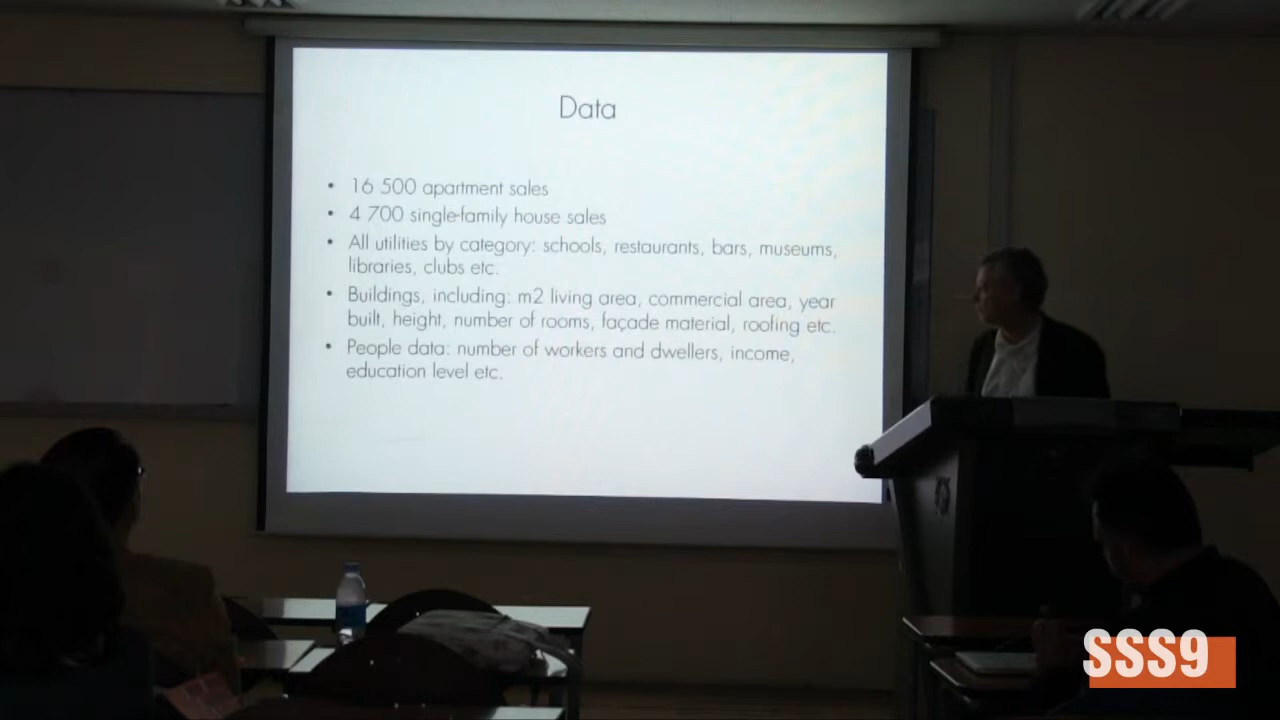 Data
• 16 500 apartment sales
• 4 700 single-family house sales
• All utilities by category: schools, restaurants, bars, museums,
libraries, clubs etc.
• Buildings, including: m2 living area, commercial area, year
built, height, number of rooms, façade material, roofing etc.
• People data: number of workers and dwellers, income,
education level etc.
SSS9